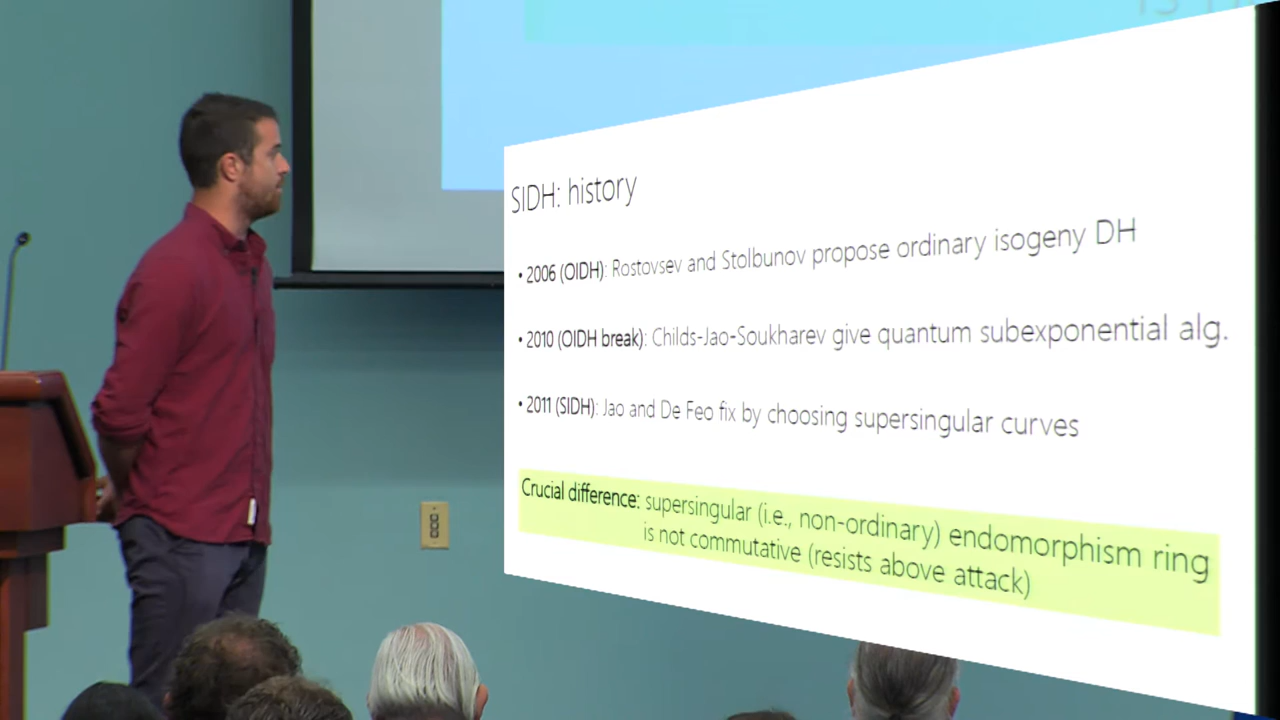 SIDH: history
• 2006 (OIDH): Rostovsev and Stolbunov propose ordinary isogeny DH
• 2010 (OIDH break): Childs-Jao-Soukharev give quantum subexponential alg.
• 2011 (SIDH): Jao and De Feo fix by choosing supersingular curves
Crucial difference: supersingular (i.e., non-ordinary) endomorphism ring
is not commutative (resists above attack)